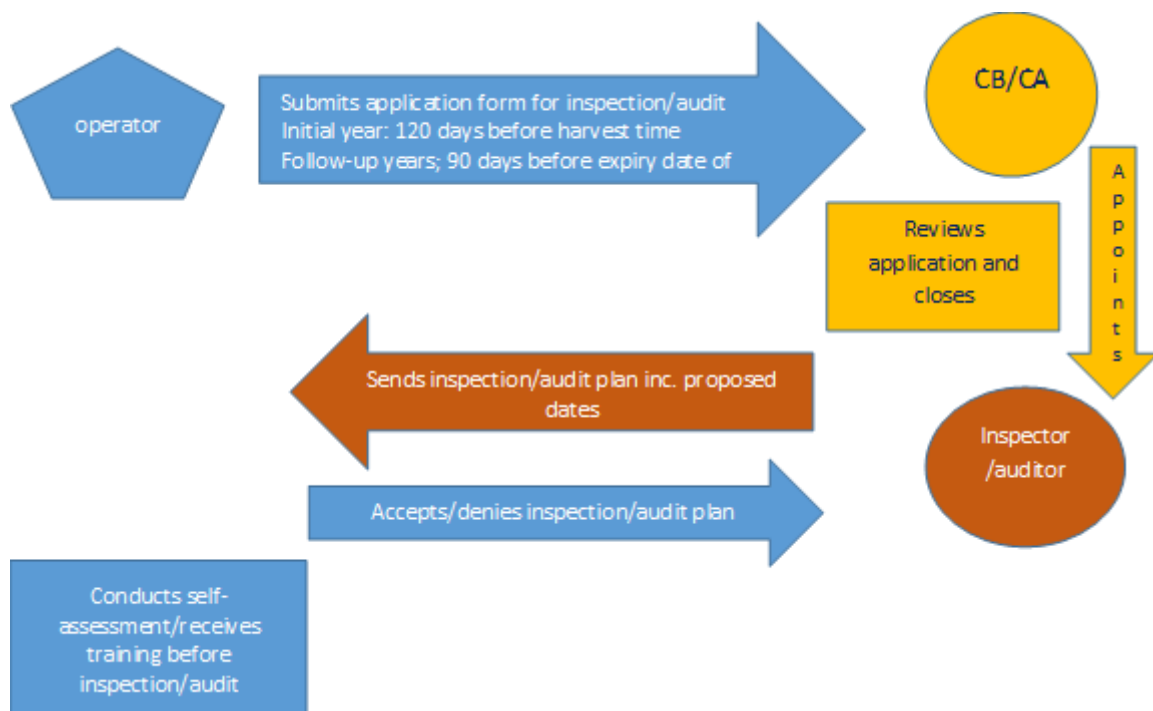 operator
Submits application form for inspection/audit
Initial year: 120 days before harvest time
Follow-up years; 90 days before expiry date of
CB/CA
Reviews
application and
closes
Appoints
Sends inspection/audit plan inc. proposed
dates
Inspector
/auditor
Accepts/denies inspection/audit plan
Conducts self-
assessment/receives
training before
inspection/audit